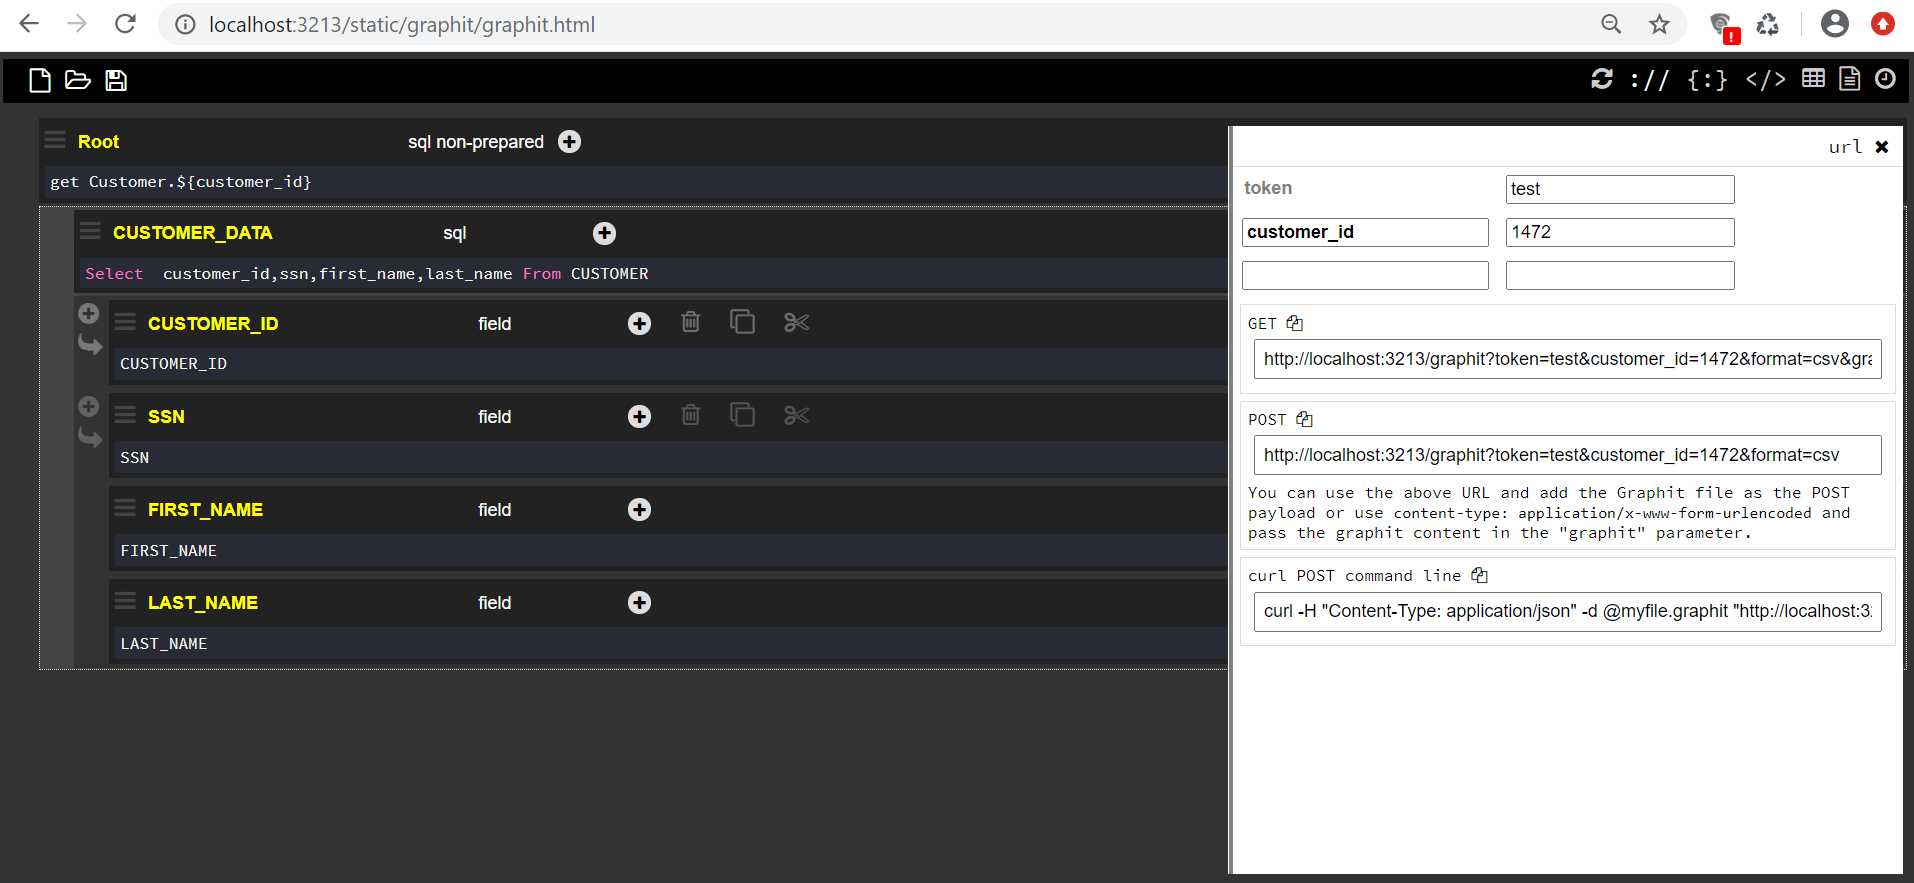 localhost:3213/static/graphit/graphit.html
:// {:} </>
Root sql non-prepared
get Customer.${customer_id}
CUSTOMER_DATA sql
Select customer_id,ssn,first_name,last_name From CUSTOMER
CUSTOMER_ID field
CUSTOMER_ID
SSN field
SSN
FIRST_NAME field
FIRST_NAME
LAST_NAME field
LAST_NAME
url
token test
customer_id 1472
GET
http://localhost:3213/graphit?token=test&customer_id=1472&format=csv&gra
POST
http://localhost:3213/graphit?token=test&customer_id=1472&format=csv
You can use the above URL and add the Graphit file as the POST
payload or use content-type: application/x-www-form-urlencoded and
pass the graphit content in the "graphit" parameter.
curl POST command line
curl -H "Content-Type: application/json" -d @myfile.graphit "http://localhost:3